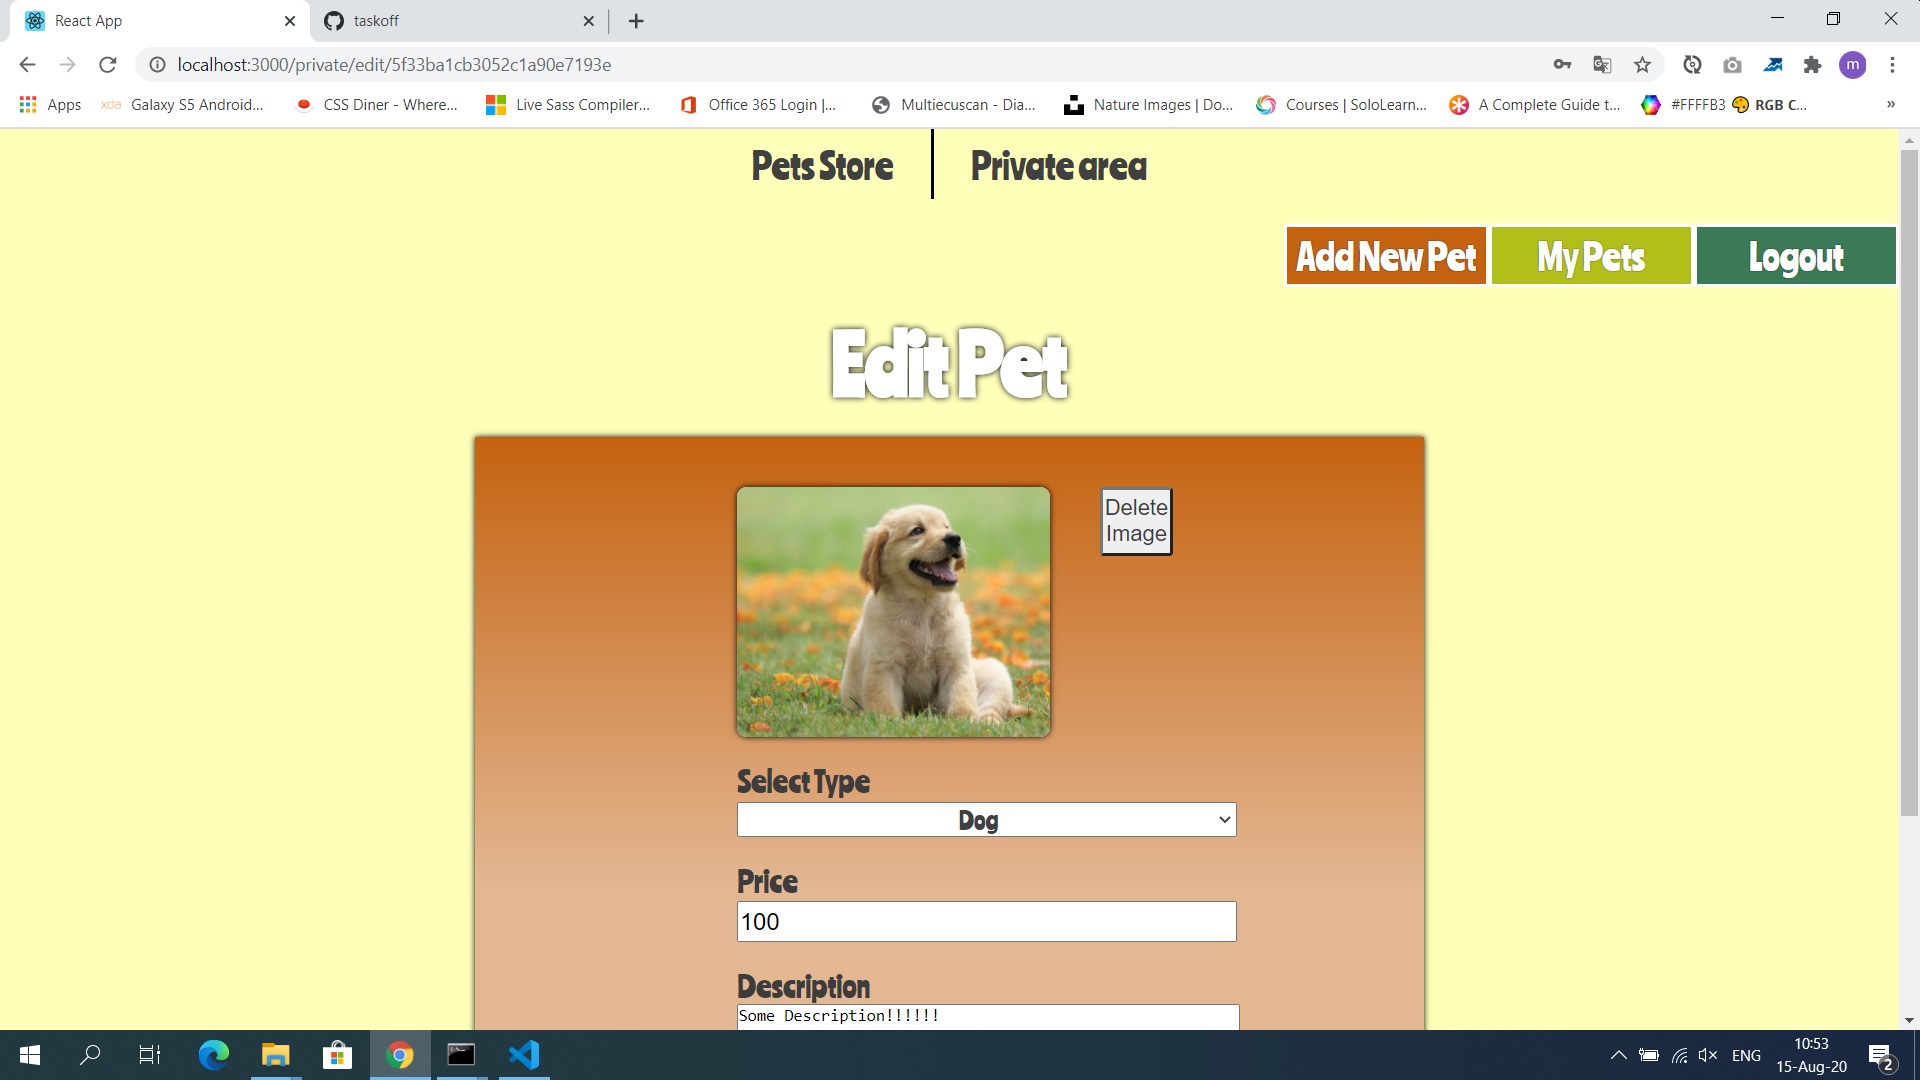 React App
taskoff
localhost:3000/private/edit/5f33ba1cb3052c1a90e7193e
m
Apps
xda Galaxy S5 Android...
CSS Diner - Where...
Live Sass Compiler...
Office 365 Login |...
Multiecuscan - Dia...
Nature Images | Do...
Courses | SoloLearn...
A Complete Guide t...
#FFFFB3 🎨 RGB C...
»
Pets Store
Private area
Add New Pet
My Pets
Logout
Edit Pet
Delete
Image
Select Type
Dog
Price
100
Description
Some Description!!!!!!
ENG
10:53
15-Aug-20
2